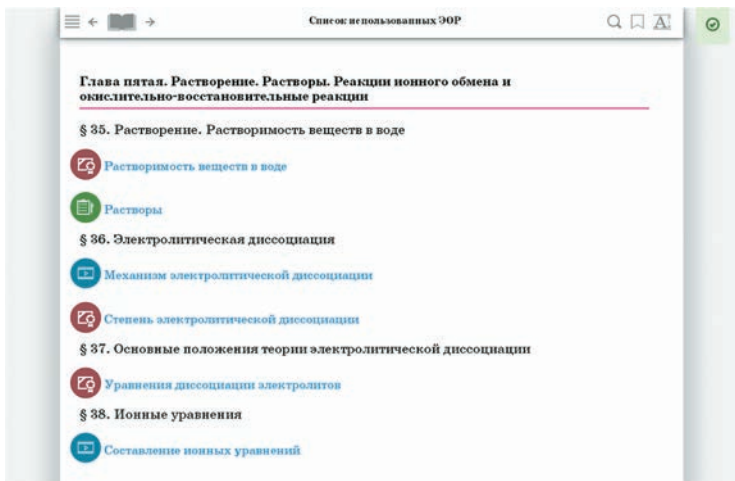 Список использованных ЭОР
Глава пятая. Растворение. Растворы. Реакции ионного обмена и
окислительно-восстановительные реакции
§ 35. Растворение. Растворимость веществ в воде
Растворимость веществ в воде
Растворы
§ 36. Электролитическая диссоциация
Механизм электролитической диссоциации
Степень электролитической диссоциации
§ 37. Основные положения теории электролитической диссоциации
Уравнения диссоциации электролитов
§ 38. Ионные уравнения
Составление ионных уравнений